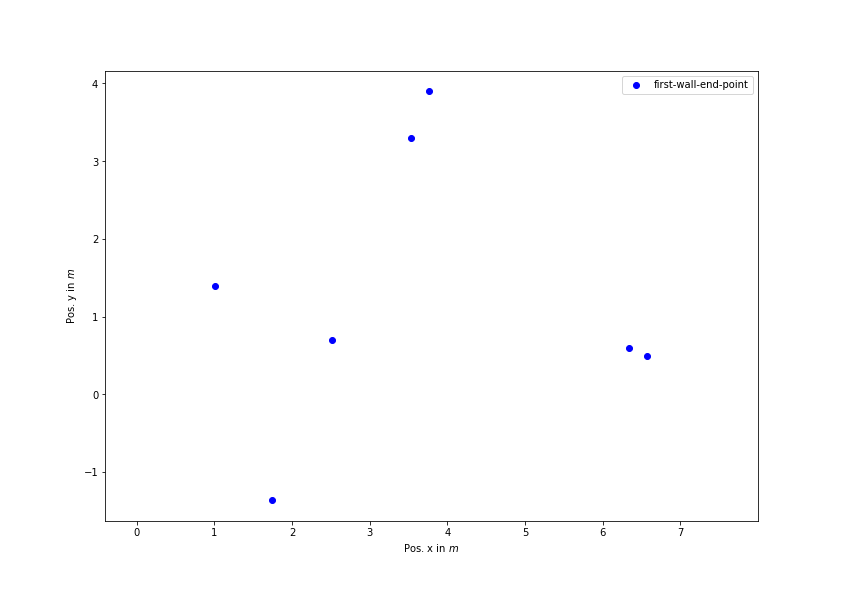 first-wall-end-point
4
3
2
1
0
−1
Pos. y in m
0 1 2 3 4 5 6 7
Pos. x in m